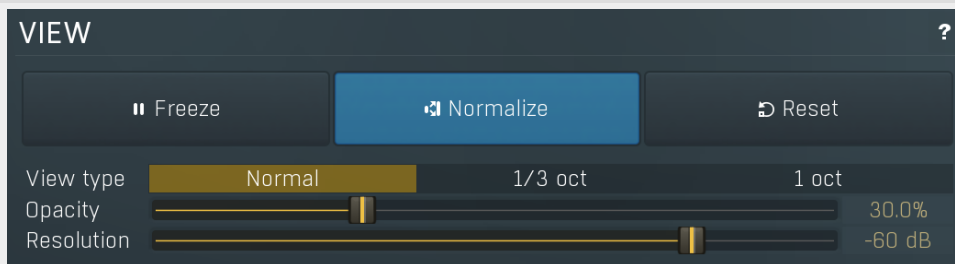 VIEW ?
Freeze Normalize Reset
View type Normal 1/3 oct 1 oct
Opacity 30.0%
Resolution -60 dB